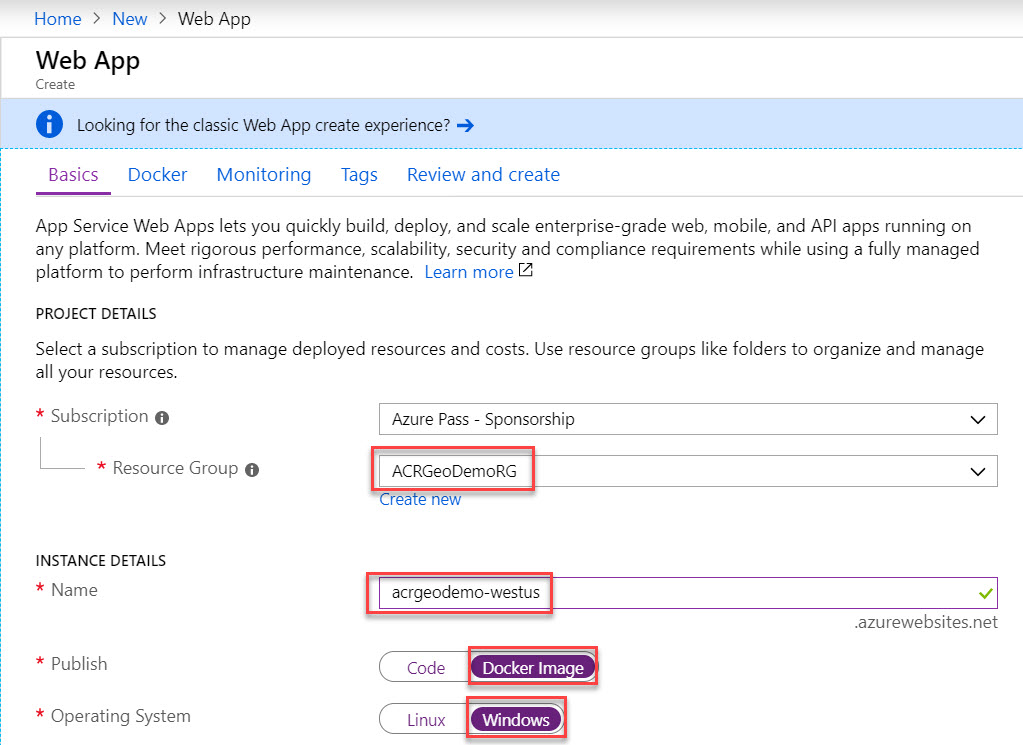 Home > New > Web App
Web App
Create
Looking for the classic Web App create experience? →
Basics Docker Monitoring Tags Review and create
App Service Web Apps lets you quickly build, deploy, and scale enterprise-grade web, mobile, and API apps running on
any platform. Meet rigorous performance, scalability, security and compliance requirements while using a fully managed
platform to perform infrastructure maintenance. Learn more
PROJECT DETAILS
Select a subscription to manage deployed resources and costs. Use resource groups like folders to organize and manage
all your resources.
* Subscription Azure Pass - Sponsorship
* Resource Group ACRGeoDemoRG
Create new
INSTANCE DETAILS
* Name acrgeodemo-westus
.azurewebsites.net
* Publish Code Docker Image
* Operating System Linux Windows